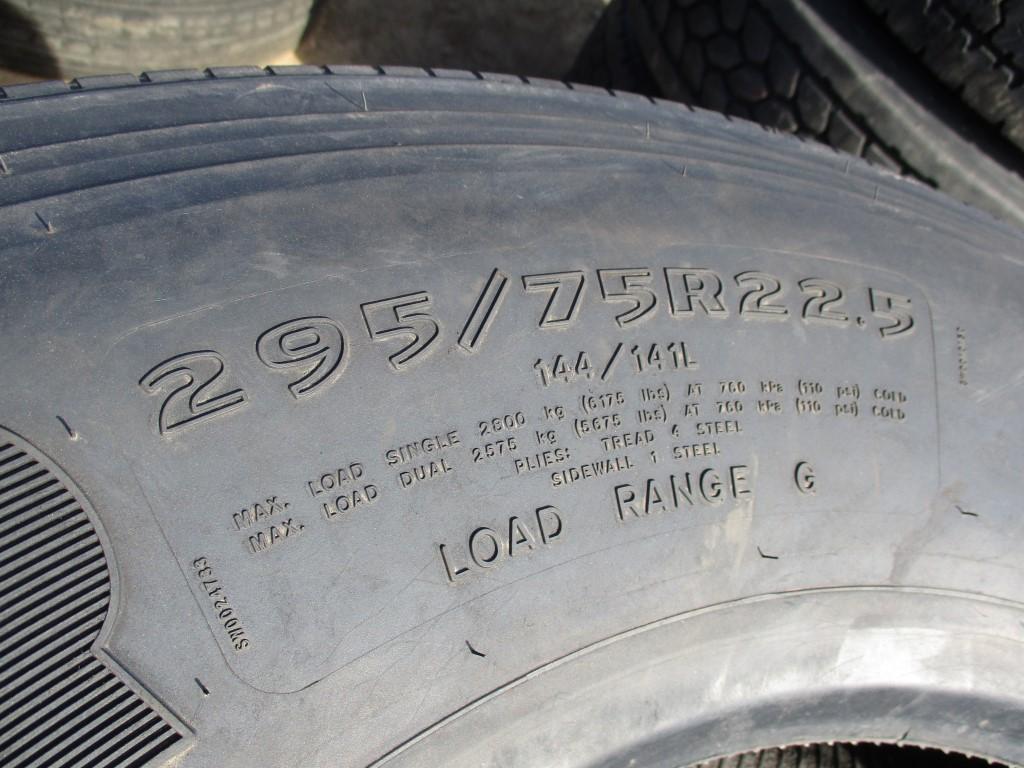 295/75R22.5
144/141L
MAX. LOAD SINGLE 2800 kg (6175 lbs) AT 760 kPa (110 psi) COLD
MAX. LOAD DUAL 2575 kg (5675 lbs) AT 760 kPa (110 psi) COLD
PLIES: TREAD 4 STEEL
SIDEWALL 1 STEEL
LOAD RANGE G
SW0024733